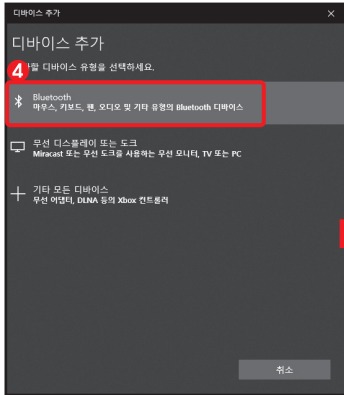 디바이스 추가
디바이스 추가
할 디바이스 유형을 선택하세요.
4
Bluetooth
마우스, 키보드, 펜, 오디오 및 기타 유형의 Bluetooth 디바이스
무선 디스플레이 또는 도크
Miracast 또는 무선 도크를 사용하는 무선 모니터, TV 또는 PC
기타 모든 디바이스
무선 어댑터, DLNA 등의 Xbox 컨트롤러
취소